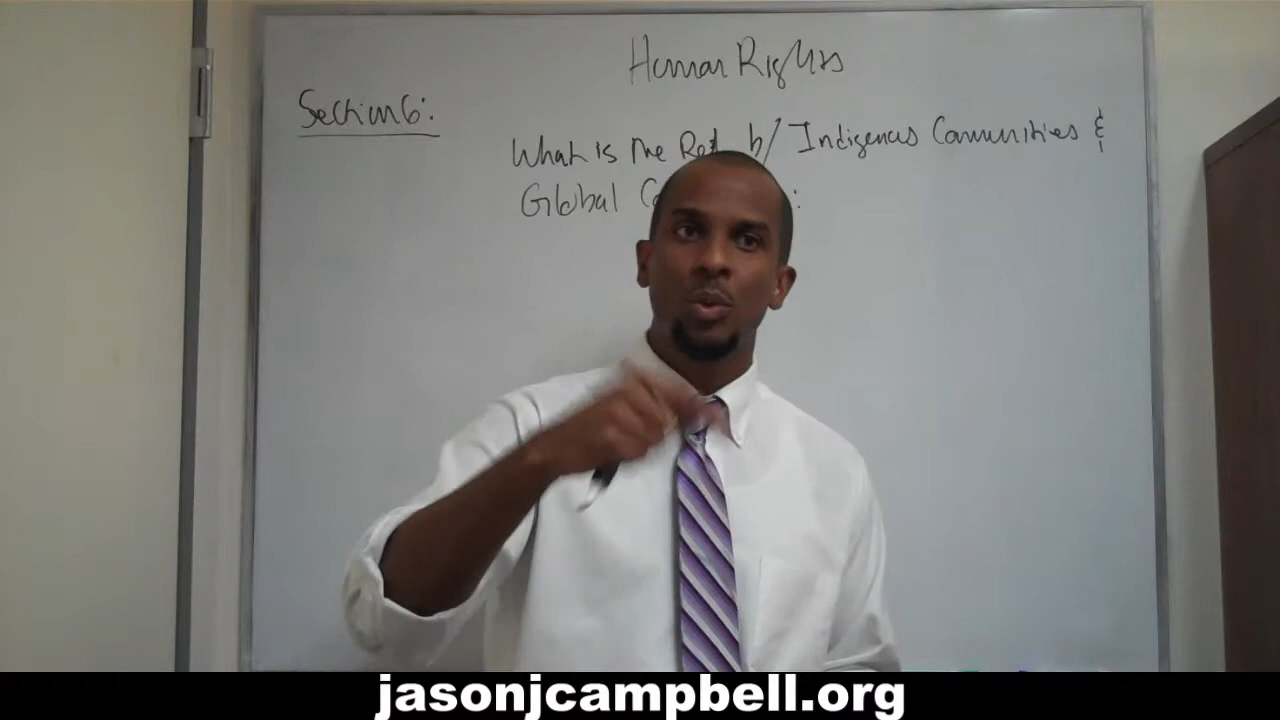 Human Rights
Section 6:
What is the Rel b/ Indigenous Communities &
Global
jasonjcampbell.org